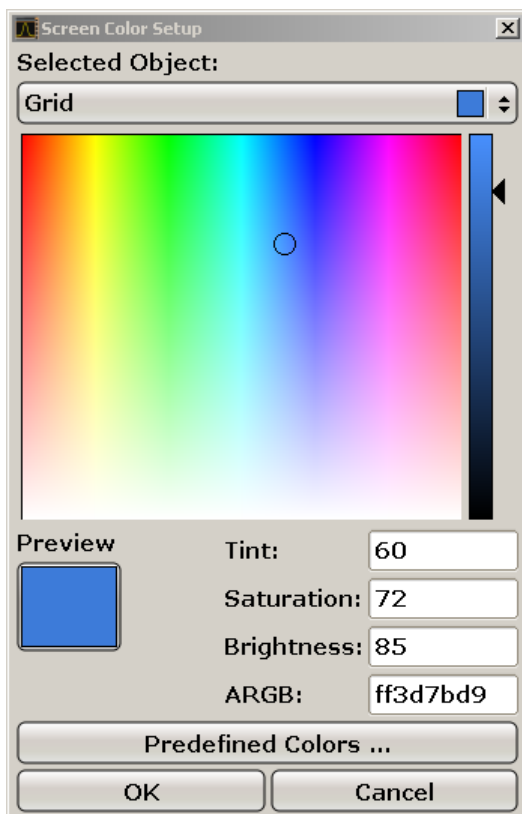 Screen Color Setup
Selected Object:
Grid
Preview
Tint: 60
Saturation: 72
Brightness: 85
ARGB: ff3d7bd9
Predefined Colors ...
OK Cancel